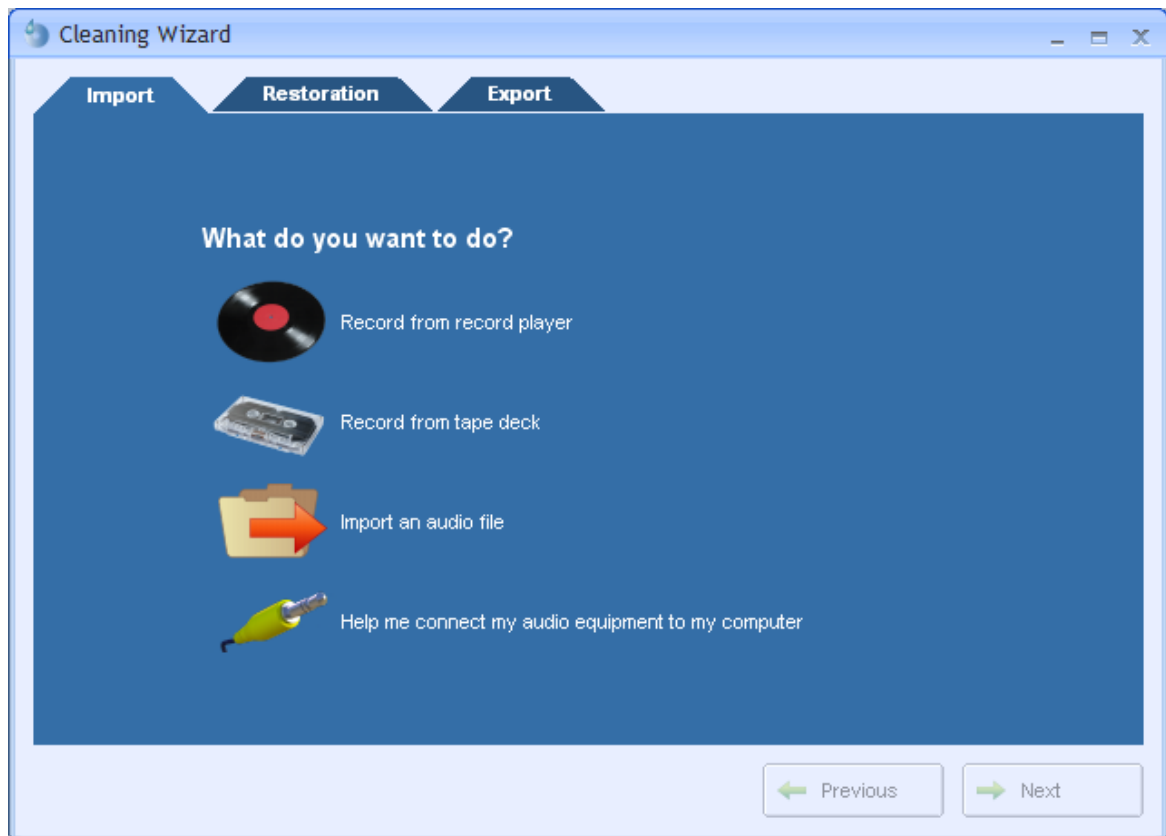 Cleaning Wizard
Import
Restoration
Export
What do you want to do?
Record from record player
Record from tape deck
Import an audio file
Help me connect my audio equipment to my computer
Previous
Next